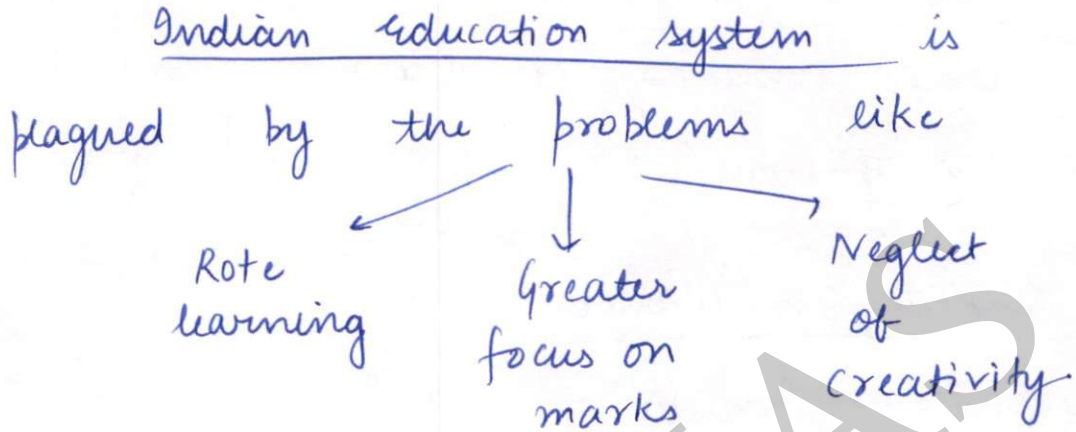 Indian education system is
plagued by the problems like
Rote
learning
Greater
focus on
marks
Neglect
of
creativity.